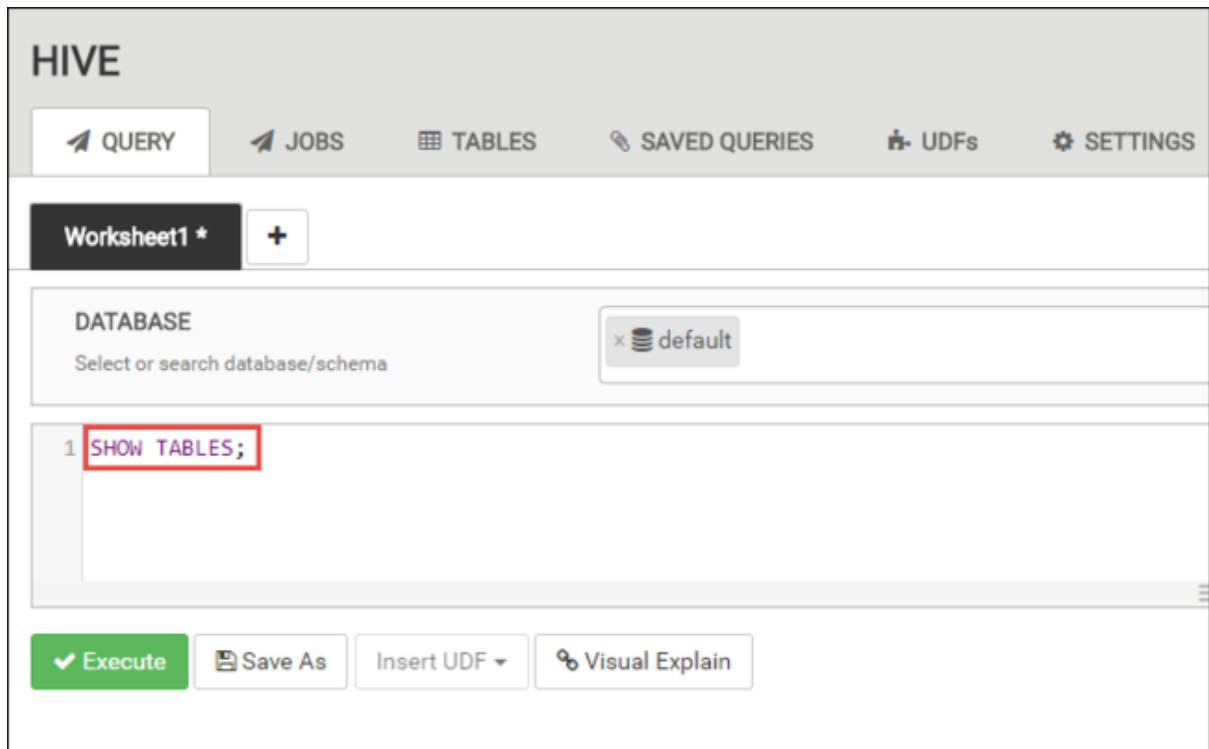 HIVE
QUERY JOBS TABLES SAVED QUERIES UDFs SETTINGS
Worksheet1 * +
DATABASE
Select or search database/schema
× default
1 SHOW TABLES;
Execute Save As Insert UDF Visual Explain